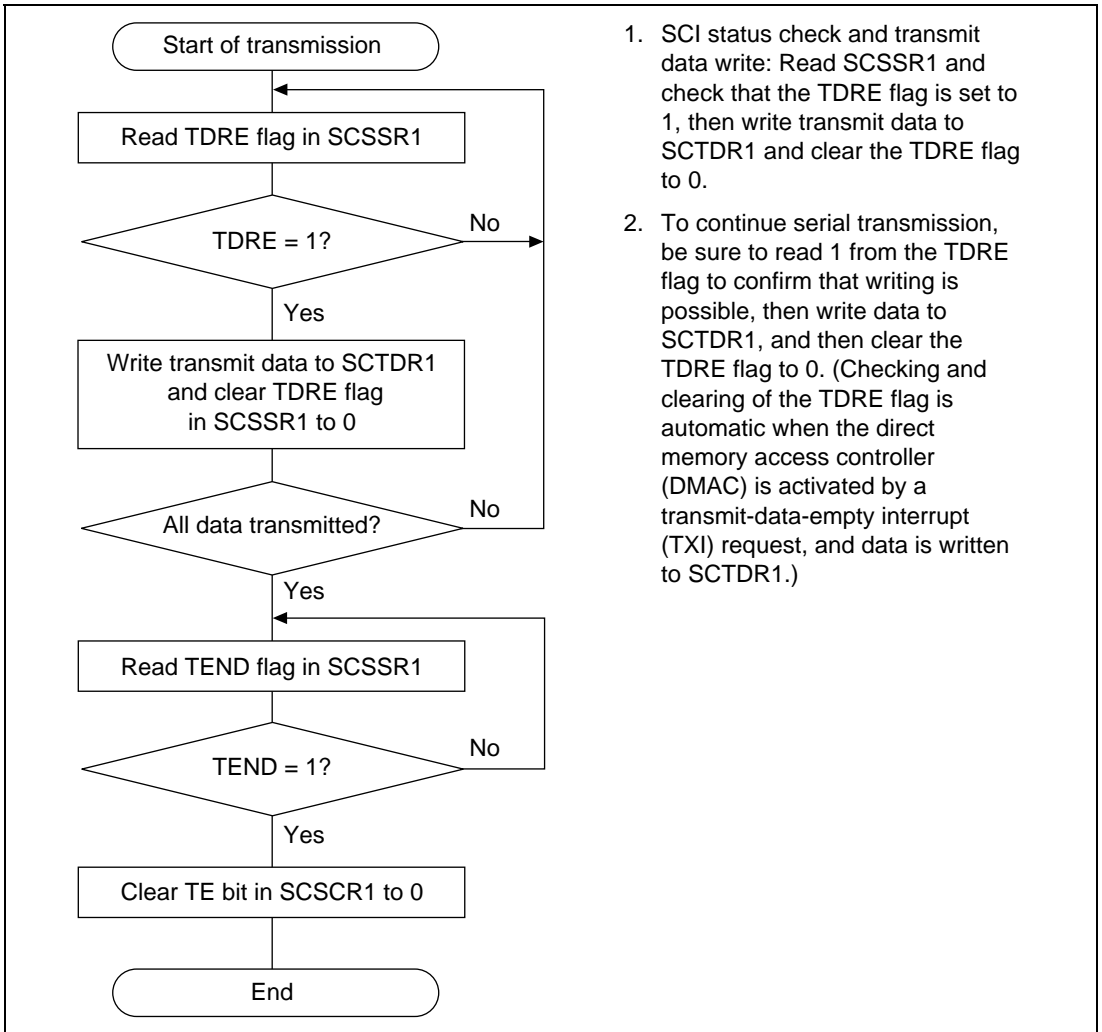 Start of transmission
Read TDRE flag in SCSSR1
TDRE = 1?
No
Yes
Write transmit data to SCTDR1
and clear TDRE flag
in SCSSR1 to 0
All data transmitted?
No
Yes
Read TEND flag in SCSSR1
TEND = 1?
No
Yes
Clear TE bit in SCSCR1 to 0
End
1. SCI status check and transmit
data write: Read SCSSR1 and
check that the TDRE flag is set to
1, then write transmit data to
SCTDR1 and clear the TDRE flag
to 0.
2. To continue serial transmission,
be sure to read 1 from the TDRE
flag to confirm that writing is
possible, then write data to
SCTDR1, and then clear the
TDRE flag to 0. (Checking and
clearing of the TDRE flag is
automatic when the direct
memory access controller
(DMAC) is activated by a
transmit-data-empty interrupt
(TXI) request, and data is written
to SCTDR1.)